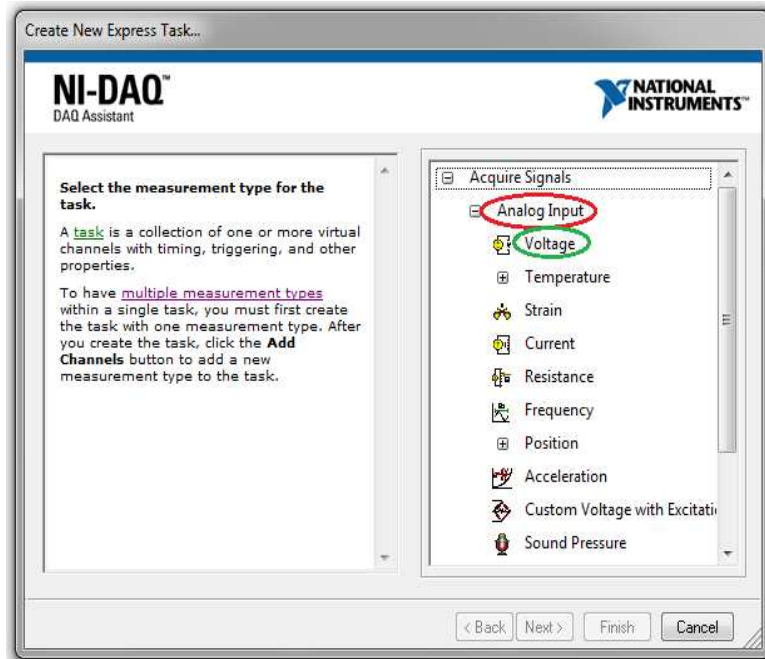 Create New Express Task...
NI-DAQ™
DAQ Assistant
NATIONAL
INSTRUMENTS™
Select the measurement type for the
task.
A task is a collection of one or more virtual
channels with timing, triggering, and other
properties.
To have multiple measurement types
within a single task, you must first create
the task with one measurement type. After
you create the task, click the Add
Channels button to add a new
measurement type to the task.
Acquire Signals
Analog Input
Voltage
Temperature
Strain
Current
Resistance
Frequency
Position
Acceleration
Custom Voltage with Excitati
Sound Pressure
< Back
Next >
Finish
Cancel